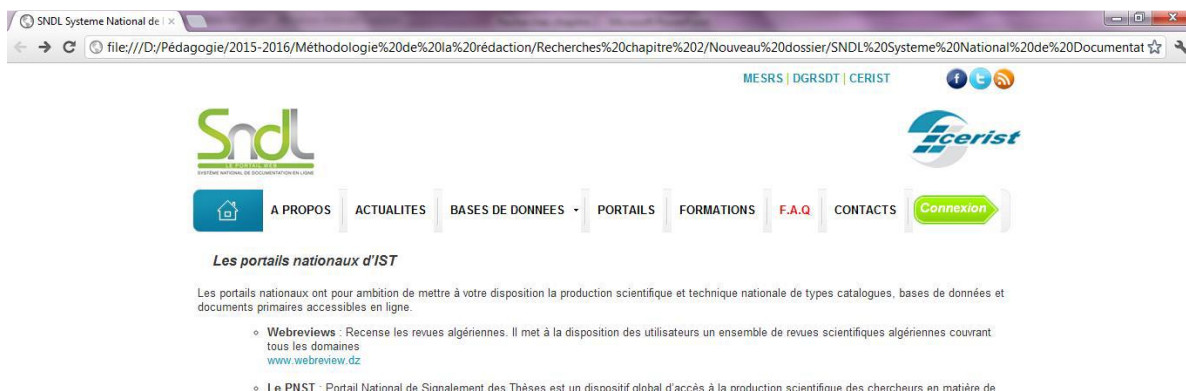 SNDL Systeme National de
file:///D:/Pédagogie/2015-2016/Méthodologie%20de%20la%20rédaction/Recherches%20chapitre%202/Nouveau%20dossier/SNDL%20Systeme%20National%20de%20Documentat
MESRS | DGRSDT | CERIST
Sndl
LE PORTAIL WEB
SYSTÈME NATIONAL DE DOCUMENTATION EN LIGNE
cerist
A PROPOS ACTUALITES BASES DE DONNEES PORTAILS FORMATIONS F.A.Q CONTACTS Connexion
Les portails nationaux d'IST
Les portails nationaux ont pour ambition de mettre à votre disposition la production scientifique et technique nationale de types catalogues, bases de données et
documents primaires accessibles en ligne.
Webreviews : Recense les revues algériennes. Il met à la disposition des utilisateurs un ensemble de revues scientifiques algériennes couvrant
tous les domaines
www.webreview.dz
Le PNST : Portail National de Signalement des Thèses est un dispositif global d'accès à la production scientifique des chercheurs en matière de